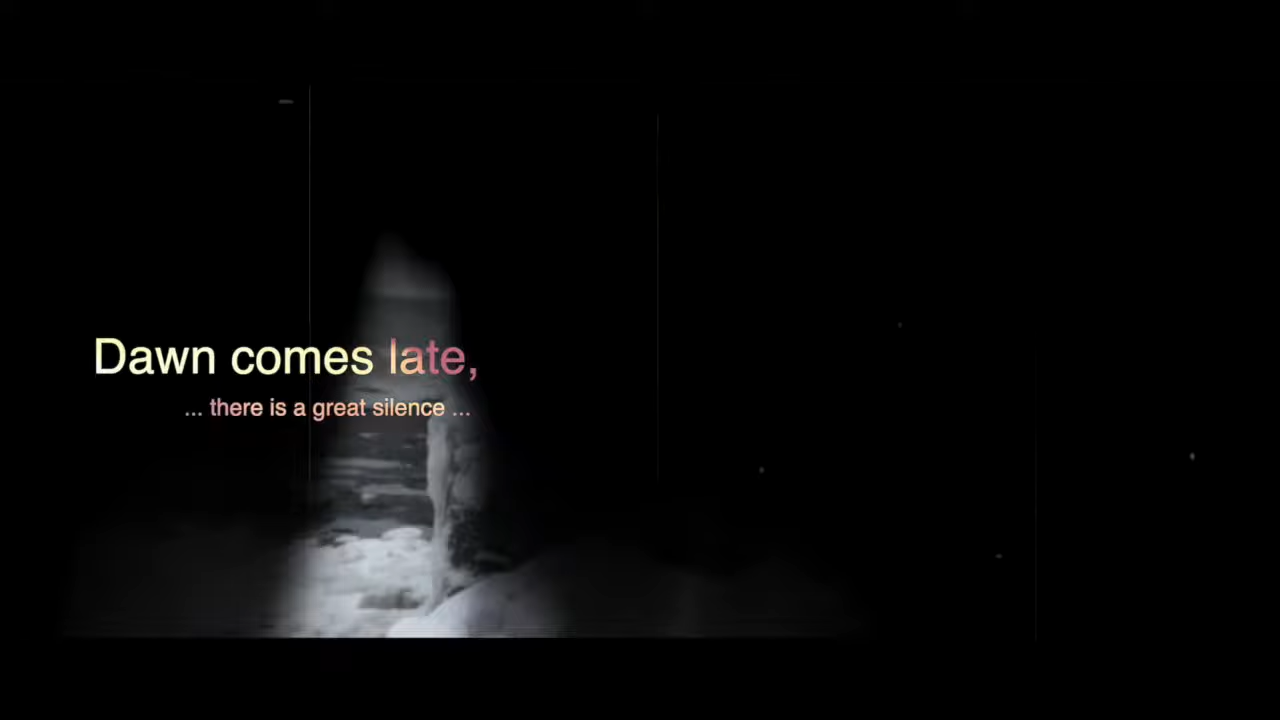 Dawn comes late,
... there is a great silence ...